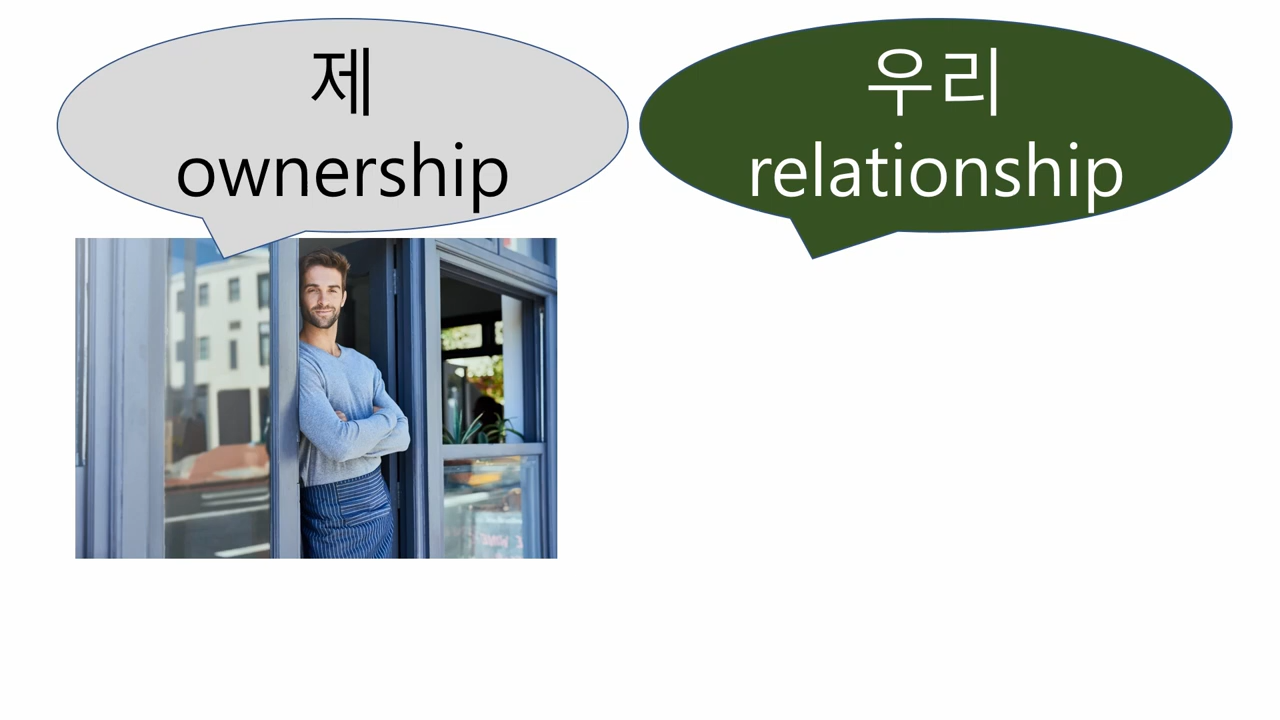 제
ownership
우리
relationship